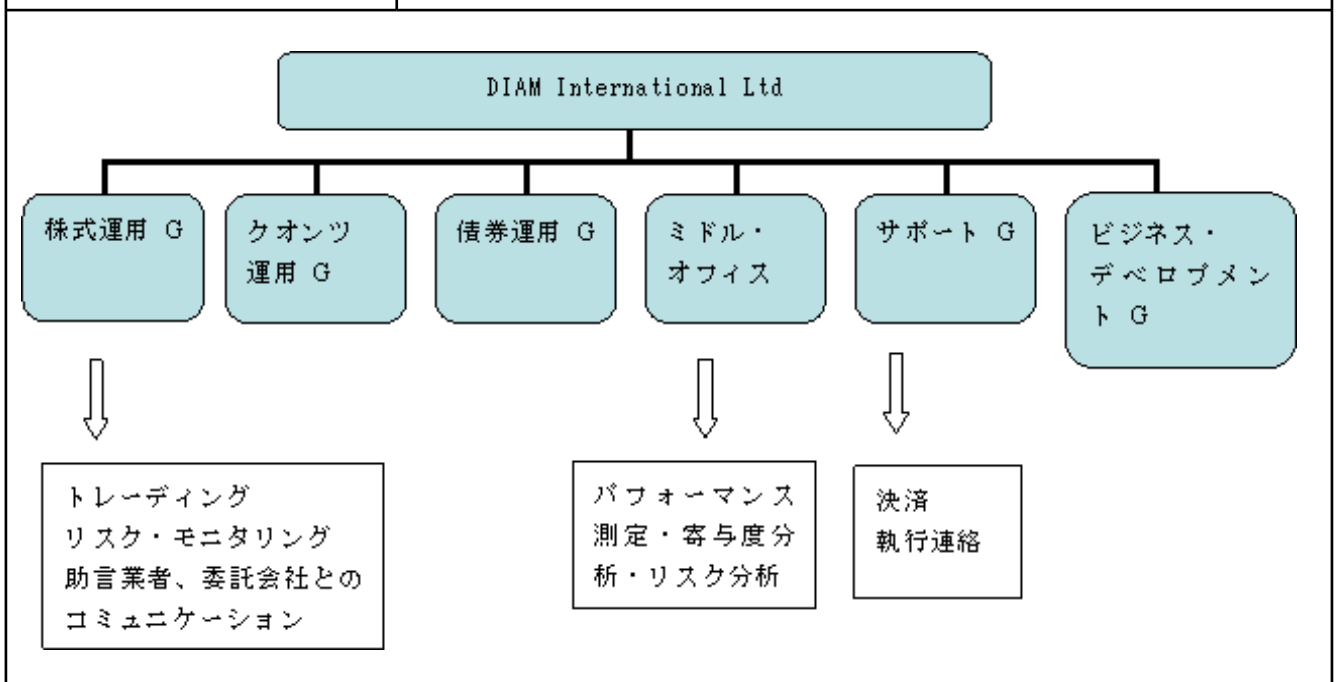 DIAM International Ltd
株式運用 G
クオンツ
運用 G
債券運用 G
ミドル・
オフィス
サポート G
ビジネス・
デベロプメン
ト G
トレーディング
リスク・モニタリング
助言業者、委託会社との
コミュニケーション
パフォーマンス
測定・寄与度分
析・リスク分析
決済
執行連絡